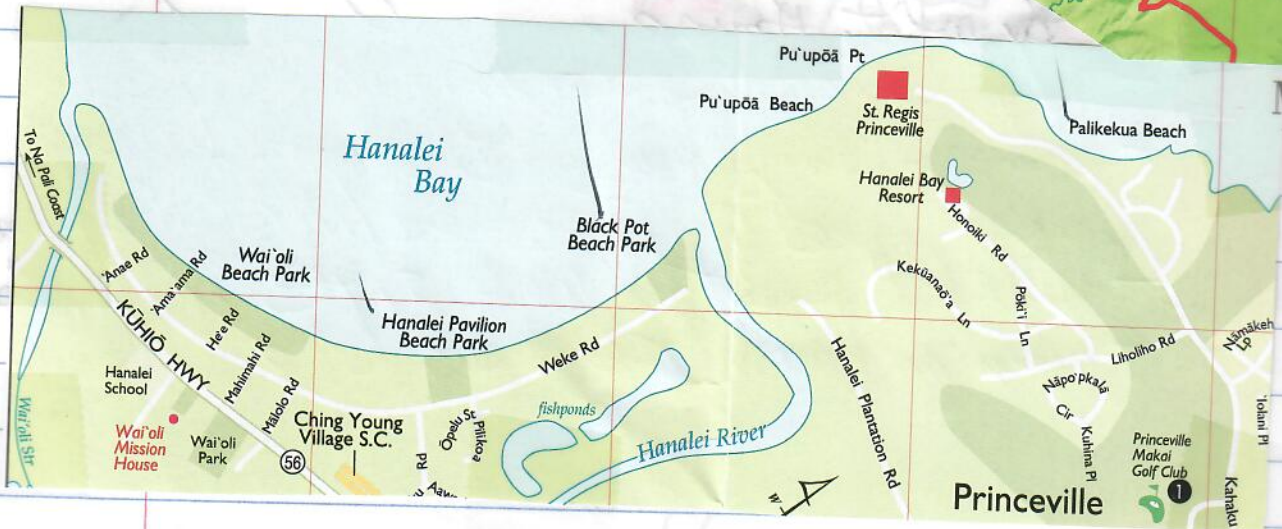 Pu`upōā Pt
Pu`upōā Beach
St. Regis
Princeville
Palikekua Beach
To Na Pali Coast
Hanalei
Bay
Hanalei Bay
Resort
Black Pot
Beach Park
Honoiki Rd
Wai`oli
Beach Park
`Anae Rd
Ama`ama Rd
Kekūanaō`a Ln
Pōki`i Ln
KŪHIŌ HWY
He`e Rd
Mahimahi Rd
Hanalei Pavilion
Beach Park
Weke Rd
Hanalei Plantation Rd
Liholiho Rd
Nāmākeh
Lp
Hanalei
School
Mālolo Rd
Nāpo`pkalā
Cir
Kuhina Pl
`Iolani Pl
Wai`oli Str
Wai`oli
Mission
House
Wai`oli
Park
Ching Young
Village S.C.
56
Ōpelu St
Pilikoa
Rd
fishponds
Hanalei River
Princeville
Makai
Golf Club
1
Princeville
Kahaku
W